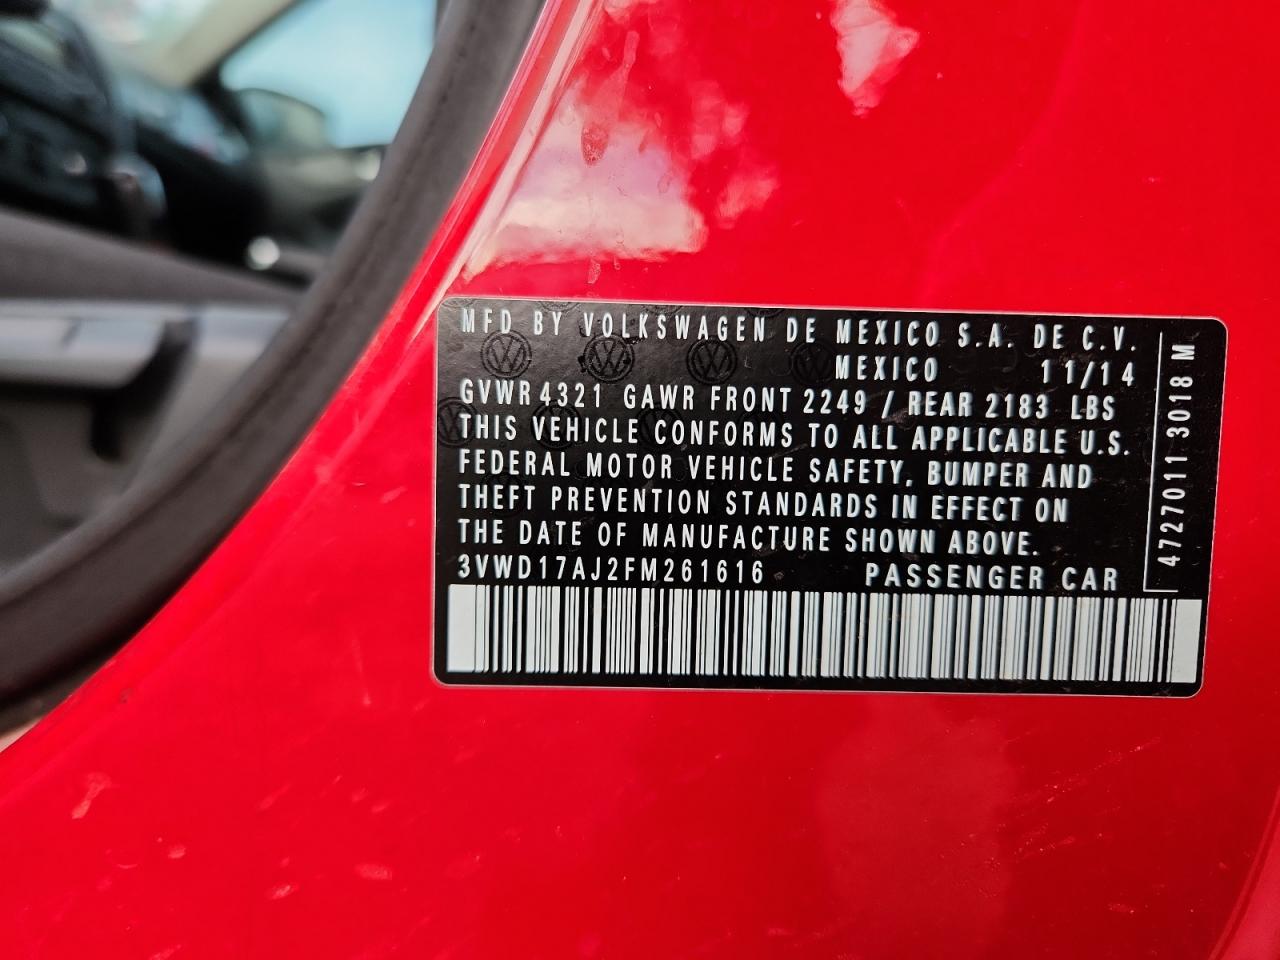 MFD BY VOLKSWAGEN DE MEXICO S.A. DE C.V.
MEXICO 11/14
GVWR 4321 GAWR FRONT 2249 / REAR 2183 LBS
THIS VEHICLE CONFORMS TO ALL APPLICABLE U.S.
FEDERAL MOTOR VEHICLE SAFETY, BUMPER AND
THEFT PREVENTION STANDARDS IN EFFECT ON
THE DATE OF MANUFACTURE SHOWN ABOVE.
3VWD17AJ2FM261616 PASSENGER CAR
4727011 3018 M